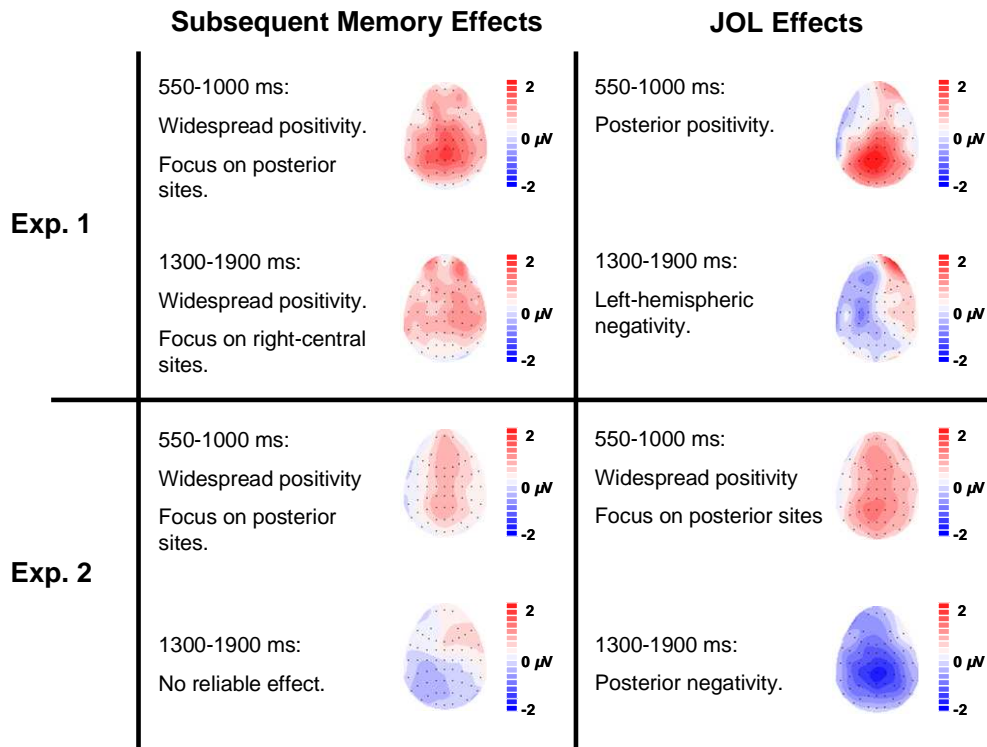 Subsequent Memory Effects
JOL Effects
Exp. 1
550-1000 ms:
Widespread positivity.
Focus on posterior
sites.
2
0 µV
-2
550-1000 ms:
Posterior positivity.
2
0 µV
-2
1300-1900 ms:
Widespread positivity.
Focus on right-central
sites.
2
0 µV
-2
1300-1900 ms:
Left-hemispheric
negativity.
2
0 µV
-2
Exp. 2
550-1000 ms:
Widespread positivity
Focus on posterior
sites.
2
0 µV
-2
550-1000 ms:
Widespread positivity
Focus on posterior sites
2
0 µV
-2
1300-1900 ms:
No reliable effect.
2
0 µV
-2
1300-1900 ms:
Posterior negativity.
2
0 µV
-2